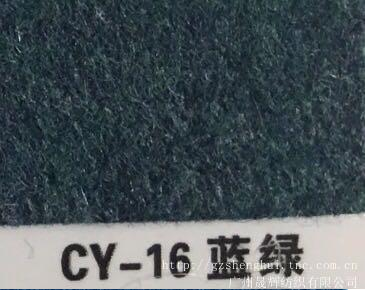 CY-16 蓝绿
http://gzshenghui.tnc.com.cn
广州晟辉纺织有限公司